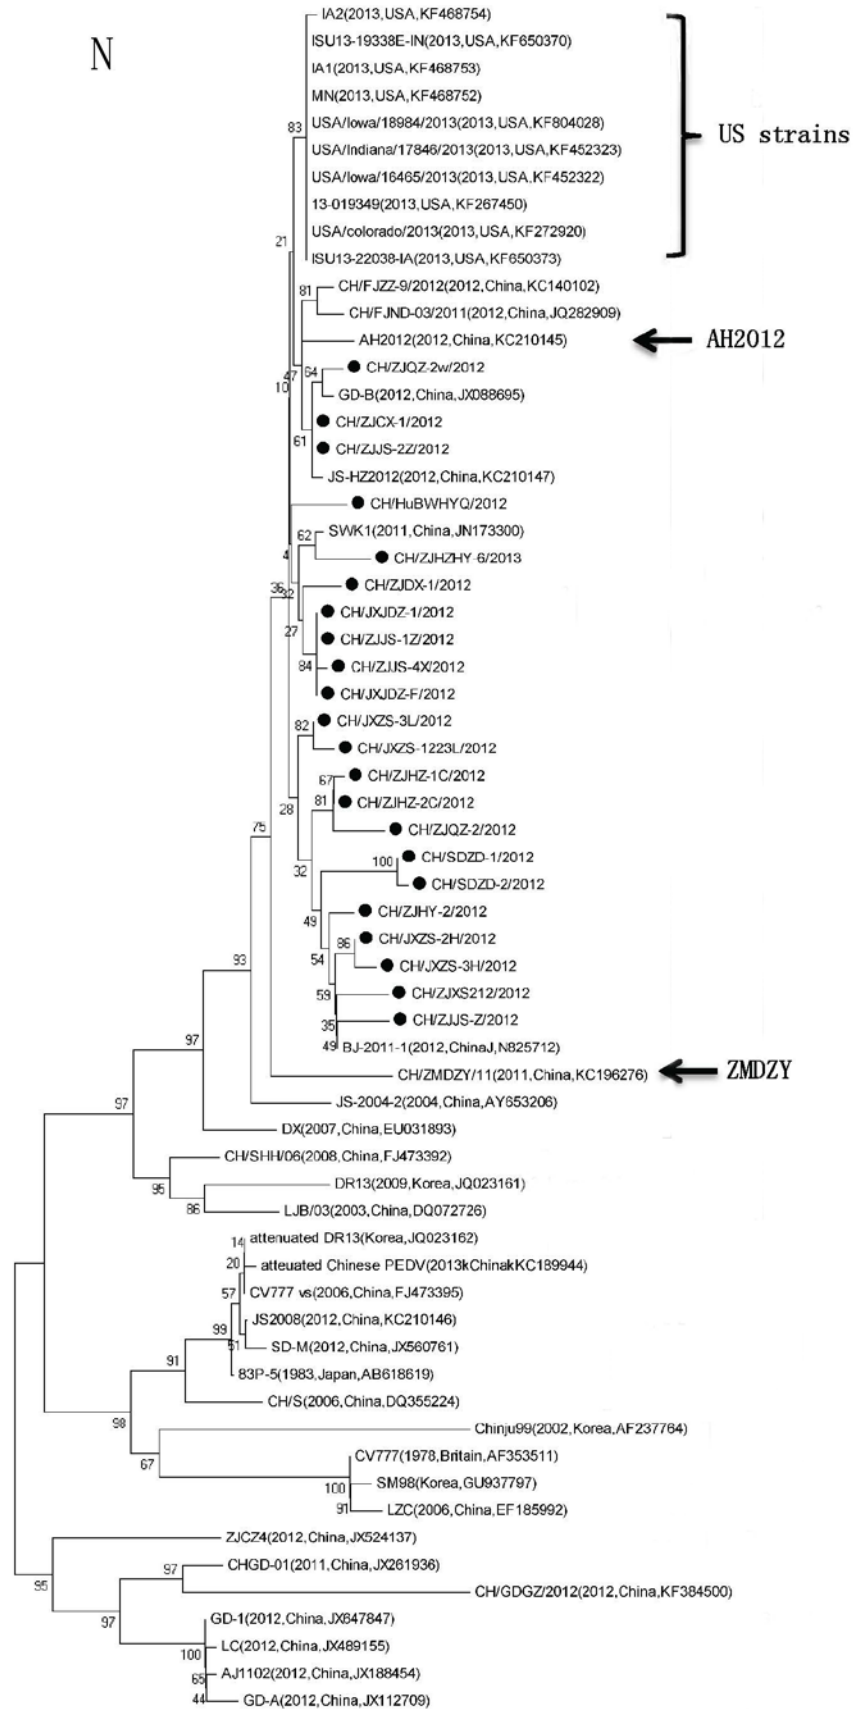 N
IA2(2013,USA,KF468754)
ISU13-19338E-IN(2013,USA,KF650370)
IA1(2013,USA,KF468753)
MN(2013,USA,KF468752)
83
USA/Iowa/18984/2013(2013,USA,KF804028)
US strains
USA/Indiana/17846/2013(2013,USA,KF452323)
USA/Iowa/16465/2013(2013,USA,KF452322)
13-019349(2013,USA,KF267450)
USA/colorado/2013(2013,USA,KF272920)
21
ISU13-22038-IA(2013,USA,KF650373)
81
CH/FJZZ-9/2012(2012,China,KC140102)
CH/FJND-03/2011(2012,China,JQ282909)
AH2012(2012,China,KC210145)
AH2012
47
64
CH/ZJQZ-2w/2012
10
GD-B(2012,China,JX088695)
CH/ZJCX-1/2012
61
CH/ZJJS-2Z/2012
JS-HZ2012(2012,China,KC210147)
CH/HuBWHYQ/2012
62
SWK1(2011,China,JN173300)
4
CH/ZJHZHY-6/2013
36
32
CH/ZJDX-1/2012
CH/JXJDZ-1/2012
27
CH/ZJJS-1Z/2012
84
CH/ZJJS-4X/2012
CH/JXJDZ-F/2012
82
CH/JXZS-3L/2012
CH/JXZS-1223L/2012
67
CH/ZJHZ-1C/2012
28
81
CH/ZJHZ-2C/2012
75
CH/ZJQZ-2/2012
32
100
CH/SDZD-1/2012
CH/SDZD-2/2012
49
CH/ZJHY-2/2012
86
CH/JXZS-2H/2012
93
54
CH/JXZS-3H/2012
59
CH/ZJXS212/2012
35
CH/ZJJS-Z/2012
97
49
BJ-2011-1(2012,ChinaJ,N825712)
CH/ZMDZY/11(2011,China,KC196276)
ZMDZY
97
JS-2004-2(2004,China,AY653206)
DX(2007,China,EU031893)
CH/SHH/06(2008,China,FJ473392)
95
DR13(2009,Korea,JQ023161)
86
LJB/03(2003,China,DQ072726)
14
attenuated DR13(Korea,JQ023162)
20
atteuated Chinese PEDV(2013kChinakKC189944)
57
CV777 vs(2006,China,FJ473395)
JS2008(2012,China,KC210146)
99
51
SD-M(2012,China,JX560761)
91
83P-5(1983,Japan,AB618619)
CH/S(2006,China,DQ355224)
98
Chinju99(2002,Korea,AF237764)
67
CV777(1978,Britain,AF353511)
100
SM98(Korea,GU937797)
91
LZC(2006,China,EF185992)
ZJCZ4(2012,China,JX524137)
97
CHGD-01(2011,China,JX261936)
95
CH/GDGZ/2012(2012,China,KF384500)
97
GD-1(2012,China,JX647847)
100
LC(2012,China,JX489155)
65
AJ1102(2012,China,JX188454)
44
GD-A(2012,China,JX112709)